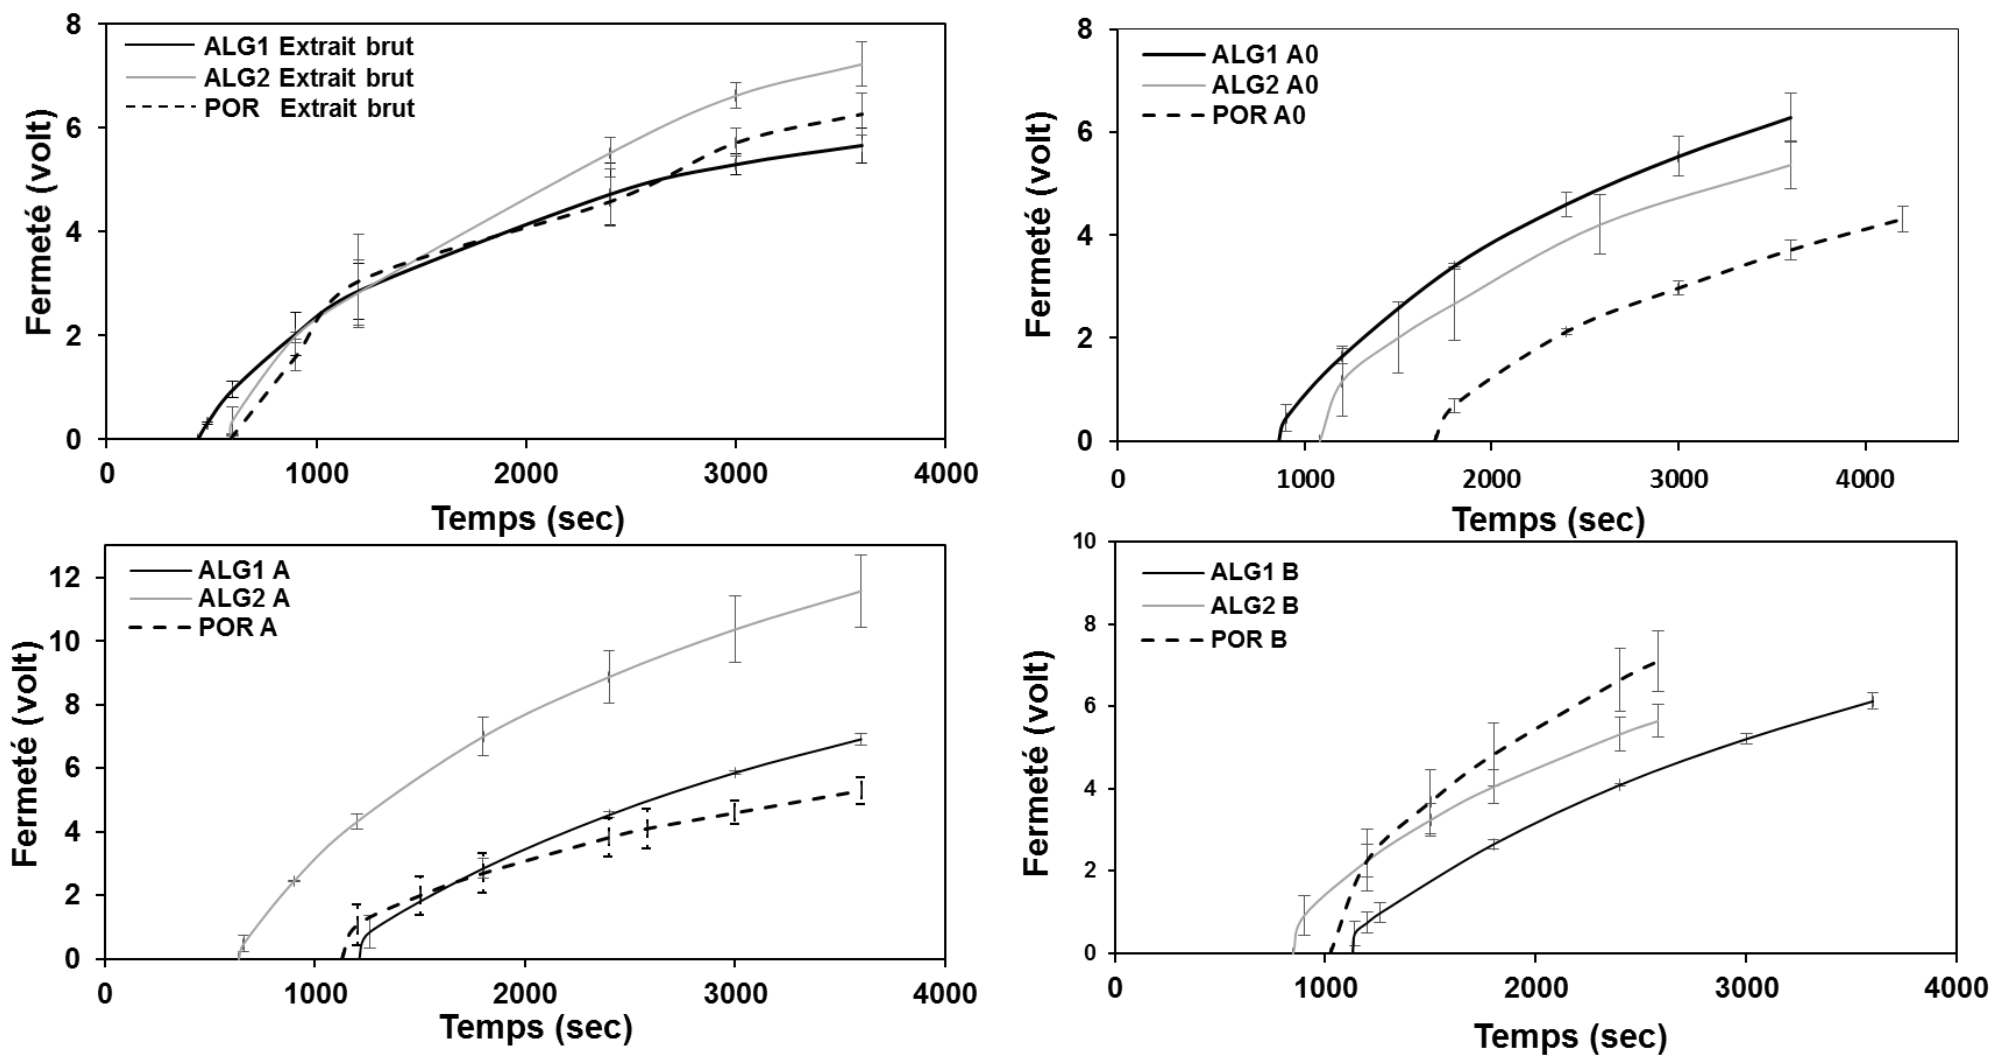 8
6
4
2
0
Fermeté (volt)
ALG1 Extrait brut
ALG2 Extrait brut
POR Extrait brut
0 1000 2000 3000 4000
Temps (sec)
8
6
4
2
0
Fermeté (volt)
ALG1 A0
ALG2 A0
POR A0
0 1000 2000 3000 4000
Temps (sec)
12
10
8
6
4
2
0
Fermeté (volt)
ALG1 A
ALG2 A
POR A
0 1000 2000 3000 4000
Temps (sec)
10
8
6
4
2
0
Fermeté (volt)
ALG1 B
ALG2 B
POR B
0 1000 2000 3000 4000
Temps (sec)